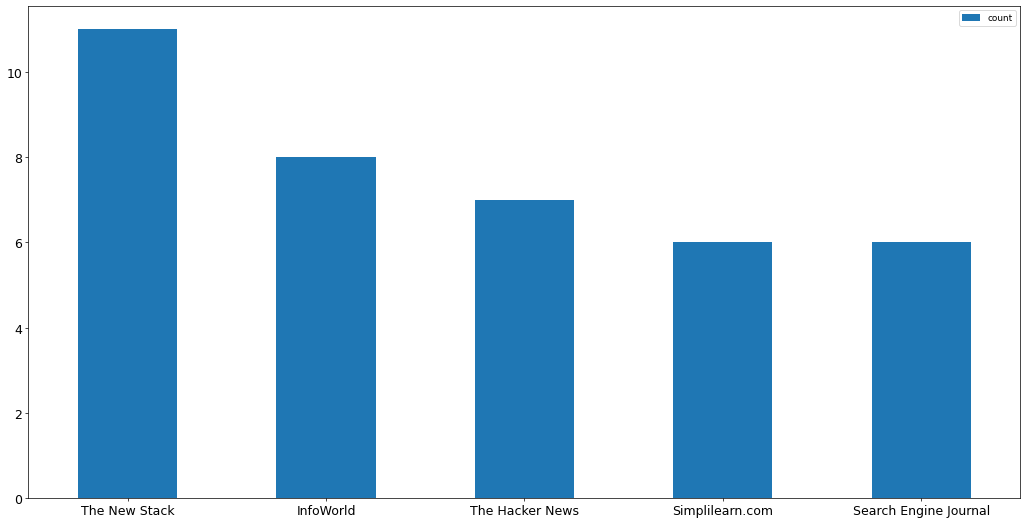 count
10
8
6
4
2
0
The New Stack
InfoWorld
The Hacker News
Simplilearn.com
Search Engine Journal